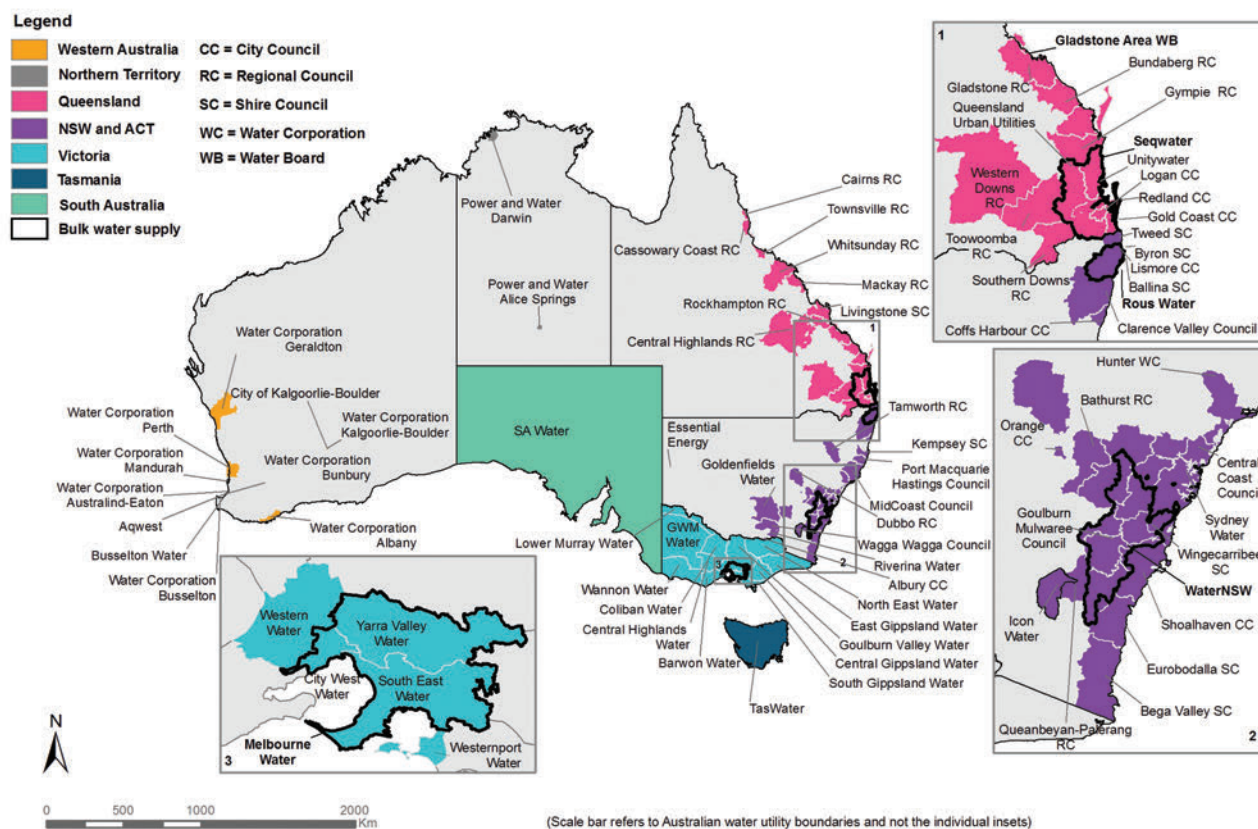 Legend
Western Australia
Northern Territory
Queensland
NSW and ACT
Victoria
Tasmania
South Australia
Bulk water supply
CC = City Council
RC = Regional Council
SC = Shire Council
WC = Water Corporation
WB = Water Board
Power and Water
Darwin
Power and Water
Alice Springs
Water Corporation
Geraldton
City of Kalgoorlie-Boulder
Water Corporation
Kalgoorlie-Boulder
Water Corporation
Perth
Water Corporation
Mandurah
Water Corporation
Australind-Eaton
Aqwest
Busselton Water
Water Corporation
Busselton
Water Corporation
Bunbury
Water Corporation
Albany
SA Water
Cairns RC
Townsville RC
Cassowary Coast RC
Whitsunday RC
Mackay RC
Rockhampton RC
Livingstone SC
Central Highlands RC
1
Tamworth RC
Essential
Energy
Kempsey SC
Goldenfields
Water
Port Macquarie
Hastings Council
MidCoast Council
Dubbo RC
Wagga Wagga Council
Riverina Water
2
Albury CC
North East Water
East Gippsland Water
Goulburn Valley Water
Central Gippsland Water
South Gippsland Water
Lower Murray Water
GWM
Water
3
Wannon Water
Coliban Water
Central Highlands
Water
Barwon Water
TasWater
1
Gladstone Area WB
Bundaberg RC
Gladstone RC
Gympie RC
Queensland
Urban Utilities
Seqwater
Unitywater
Logan CC
Western
Downs
RC
Redland CC
Gold Coast CC
Tweed SC
Toowoomba
RC
Byron SC
Lismore CC
Southern Downs
RC
Ballina SC
Rous Water
Coffs Harbour CC
Clarence Valley Council
Hunter WC
Bathurst RC
Orange
CC
Central
Coast
Council
Goulburn
Mulwaree
Council
Sydney
Water
Wingecarribee
SC
WaterNSW
Icon
Water
Shoalhaven CC
Eurobodalla SC
Bega Valley SC
Queanbeyan-Palerang
RC
2
Western
Water
Yarra Valley
Water
City West
Water
South East
Water
Melbourne
Water
Westernport
Water
3
N
0
500
1000
2000
Km
(Scale bar refers to Australian water utility boundaries and not the individual insets)